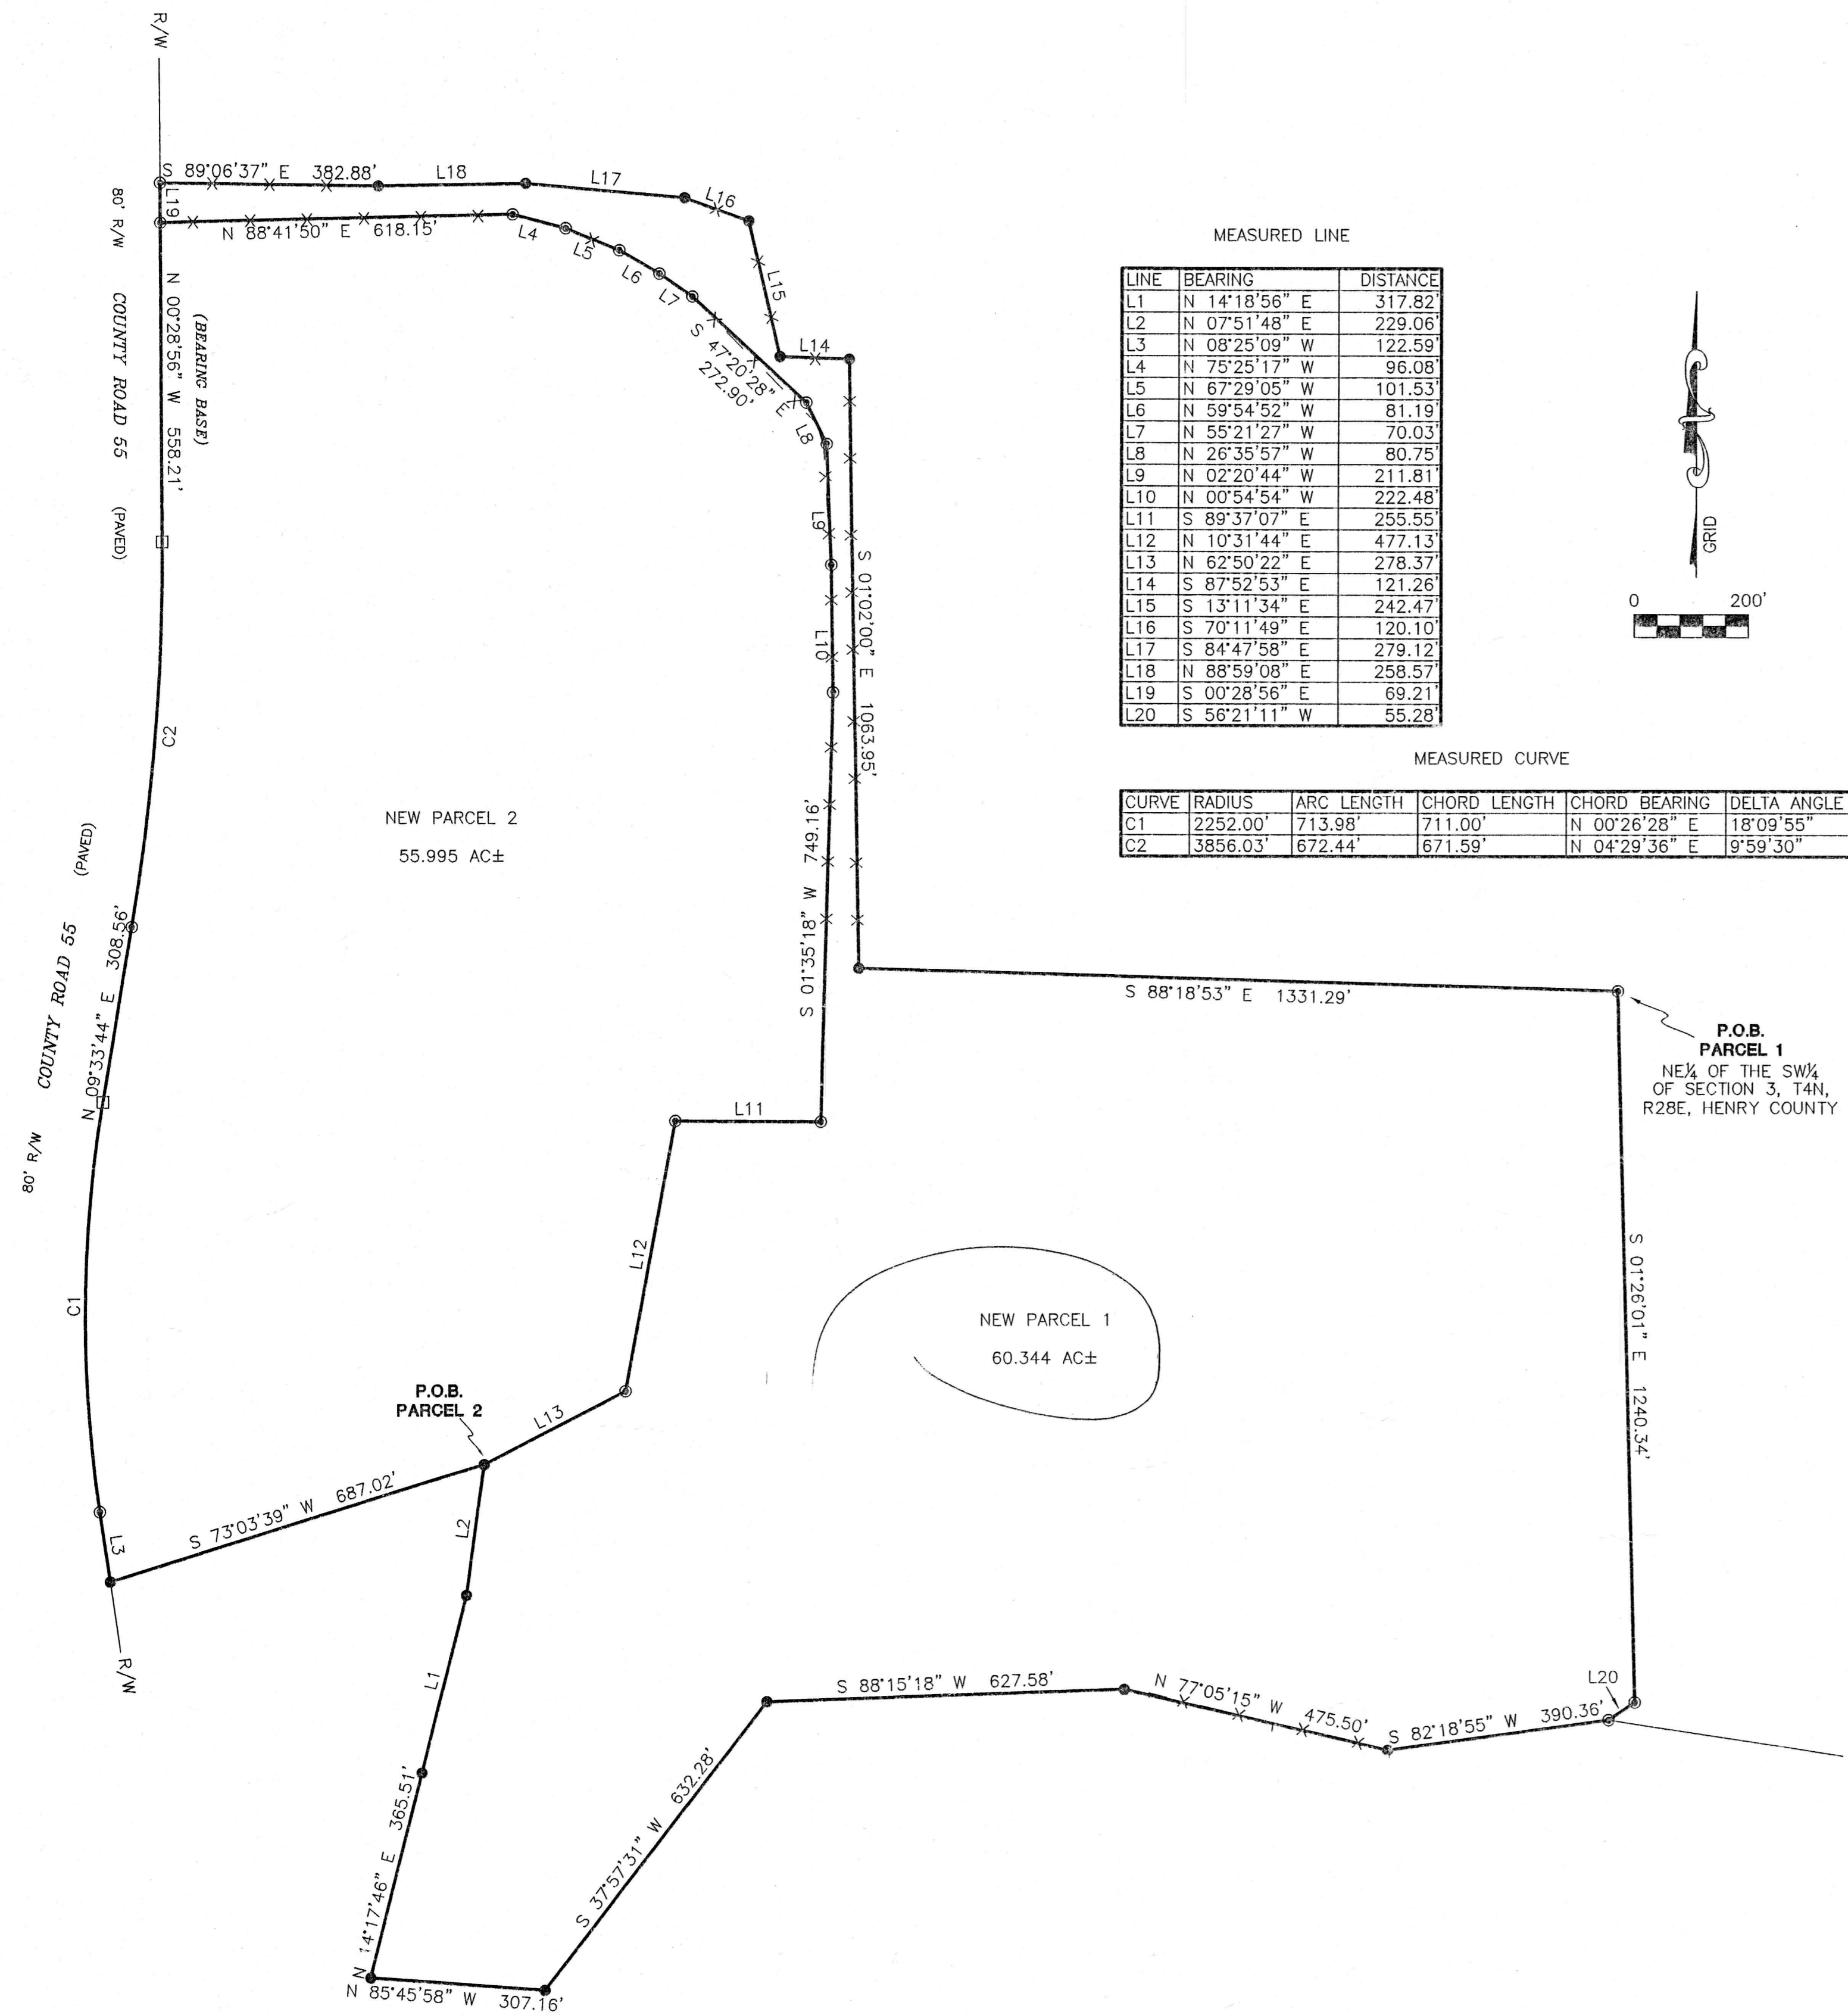 R/W
S 89°06'37" E 382.88'
L18
L17
L16
L19
N 88°41'50" E 618.15'
L4
L5
L6
L7
L15
S 47°20'28" E
272.90'
L14
L8
80' R/W COUNTY ROAD 55 (PAVED)
N 00°28'56" W 558.21'
(BEARING BASE)
L9
L10
S 01°02'00" E 1063.95'
C2
NEW PARCEL 2
55.995 AC±
S 01°35'18" W 749.16'
MEASURED LINE
LINE BEARING DISTANCE
L1 N 14°18'56" E 317.82'
L2 N 07°51'48" E 229.06'
L3 N 08°25'09" W 122.59'
L4 N 75°25'17" W 96.08'
L5 N 67°29'05" W 101.53'
L6 N 59°54'52" W 81.19'
L7 N 55°21'27" W 70.03'
L8 N 26°35'57" W 80.75'
L9 N 02°20'44" W 211.81'
L10 N 00°54'54" W 222.48'
L11 S 89°37'07" E 255.55'
L12 N 10°31'44" E 477.13'
L13 N 62°50'22" E 278.37'
L14 S 87°52'53" E 121.26'
L15 S 13°11'34" E 242.47'
L16 S 70°11'49" E 120.10'
L17 S 84°47'58" E 279.12'
L18 N 88°59'08" E 258.57'
L19 S 00°28'56" E 69.21'
L20 S 56°21'11" W 55.28'
GRID
0 200'
MEASURED CURVE
CURVE RADIUS ARC LENGTH CHORD LENGTH CHORD BEARING DELTA ANGLE
C1 2252.00' 713.98' 711.00' N 00°26'28" E 18°09'55"
C2 3856.03' 672.44' 671.59' N 04°29'36" E 9°59'30"
80' R/W COUNTY ROAD 55 (PAVED)
N 09°33'44" E 308.56'
S 88°18'53" E 1331.29'
P.O.B.
PARCEL 1
NE¼ OF THE SW¼
OF SECTION 3, T4N,
R28E, HENRY COUNTY
L11
L12
C1
NEW PARCEL 1
60.344 AC±
S 01°26'01" E 1240.34'
P.O.B.
PARCEL 2
L13
S 73°03'39" W 687.02'
L2
L3
R/W
L1
S 88°15'18" W 627.58'
N 77°05'15" W 475.50'
S 82°18'55" W 390.36'
L20
S 37°57'31" W 632.28'
N 14°17'46" E 365.51'
N 85°45'58" W 307.16'